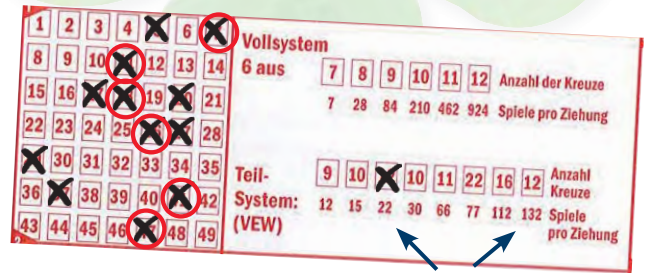 1 2 3 4 6
8 9 10 12 13 14
15 16 19 21
22 23 24 25 28
30 31 32 33 34 35
36 38 39 40 42
43 44 45 46 48 49
Vollsystem
6 aus
7 8 9 10 11 12 Anzahl der Kreuze
7 28 84 210 462 924 Spiele pro Ziehung
Teil-
System:
(VEW)
9 10 10 11 22 16 12 Anzahl
Kreuze
12 15 22 30 66 77 112 132 Spiele
pro Ziehung